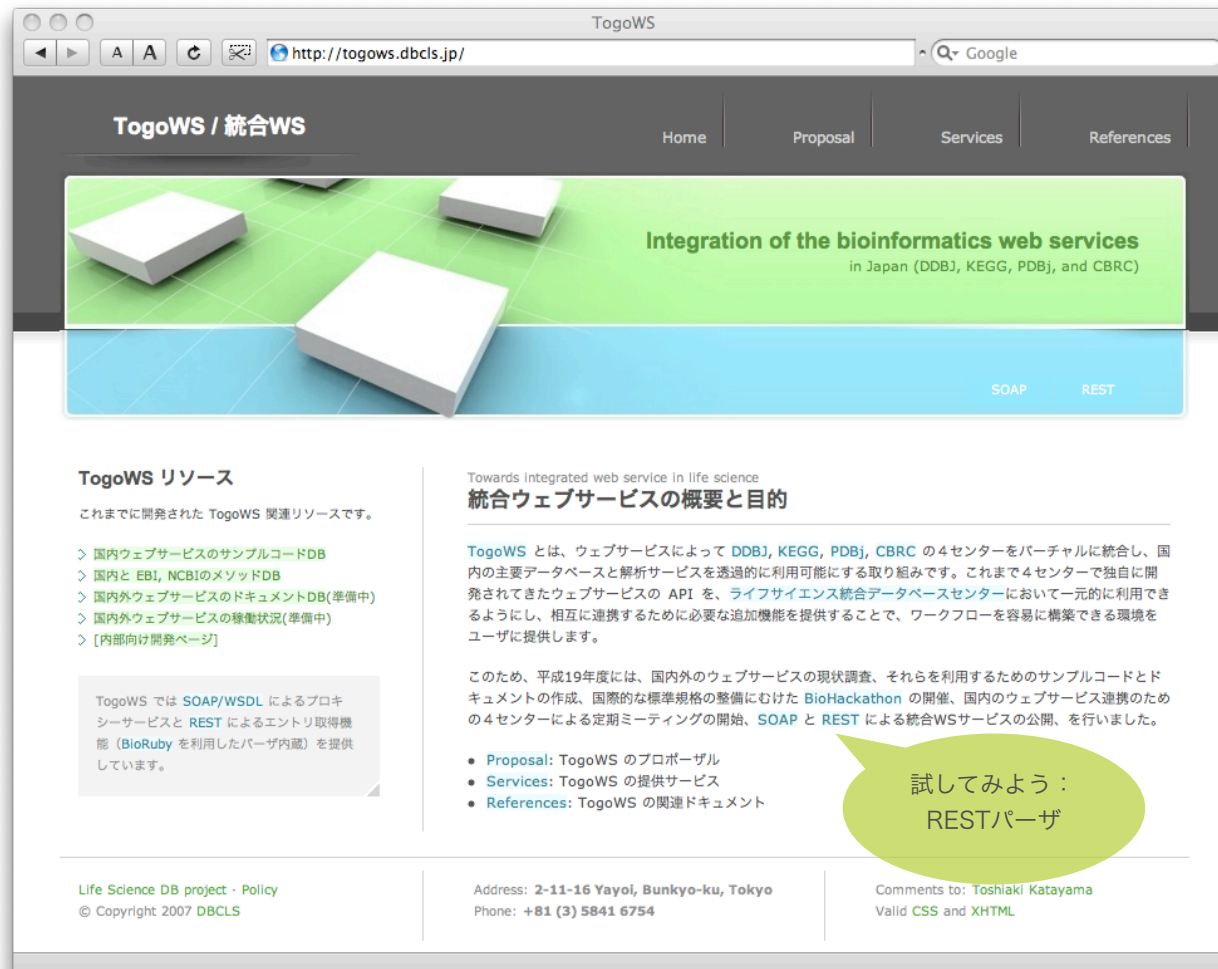 TogoWS
A A
http://togows.dbcls.jp/
Google
TogoWS / 統合WS
Home Proposal Services References
Integration of the bioinformatics web services
in Japan (DDBJ, KEGG, PDBj, and CBRC)
SOAP REST
TogoWS リソース
これまでに開発された TogoWS 関連リソースです。
国内ウェブサービスのサンプルコードDB
国内と EBI, NCBIのメソッドDB
国内外ウェブサービスのドキュメントDB(準備中)
国内外ウェブサービスの稼働状況(準備中)
[内部向け開発ページ]
TogoWS では SOAP/WSDL によるプロキ
シーサービスと REST によるエントリ取得機
能（BioRuby を利用したパーザ内蔵）を提供
しています。
Towards integrated web service in life science
統合ウェブサービスの概要と目的
TogoWS とは、ウェブサービスによって DDBJ, KEGG, PDBj, CBRC の４センターをバーチャルに統合し、国
内の主要データベースと解析サービスを透過的に利用可能にする取り組みです。これまで４センターで独自に開
発されてきたウェブサービスの API を、ライフサイエンス統合データベースセンターにおいて一元的に利用でき
るようにし、相互に連携するために必要な追加機能を提供することで、ワークフローを容易に構築できる環境を
ユーザに提供します。
このため、平成19年度には、国内外のウェブサービスの現状調査、それらを利用するためのサンプルコードとド
キュメントの作成、国際的な標準規格の整備にむけた BioHackathon の開催、国内のウェブサービス連携のため
の４センターによる定期ミーティングの開始、SOAP と REST による統合WSサービスの公開、を行いました。
Proposal: TogoWS のプロポーザル
Services: TogoWS の提供サービス
References: TogoWS の関連ドキュメント
試してみよう：
RESTパーザ
Life Science DB project · Policy
© Copyright 2007 DBCLS
Address: 2-11-16 Yayoi, Bunkyo-ku, Tokyo
Phone: +81 (3) 5841 6754
Comments to: Toshiaki Katayama
Valid CSS and XHTML